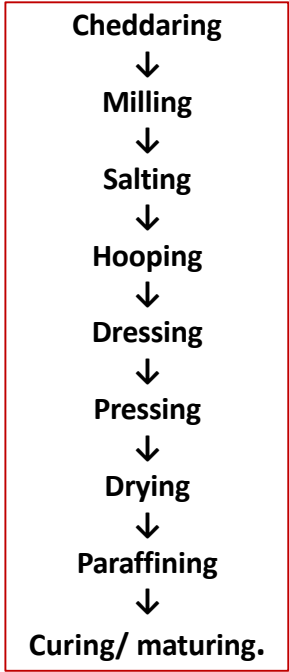 Cheddaring
↓
Milling
↓
Salting
↓
Hooping
↓
Dressing
↓
Pressing
↓
Drying
↓
Paraffining
↓
Curing/ maturing.